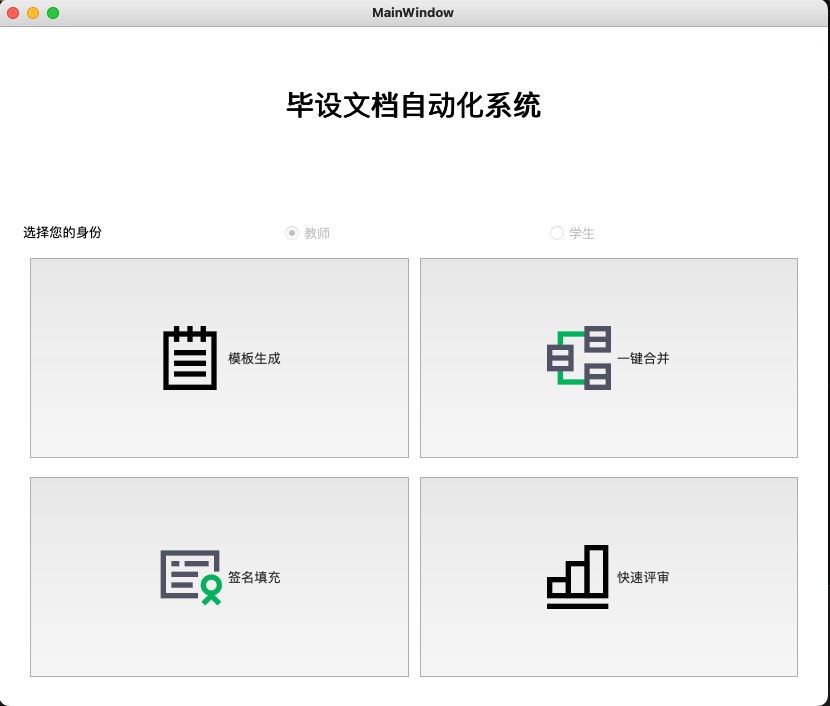 MainWindow
毕设文档自动化系统
选择您的身份
教师
学生
模板生成
一键合并
签名填充
快速评审